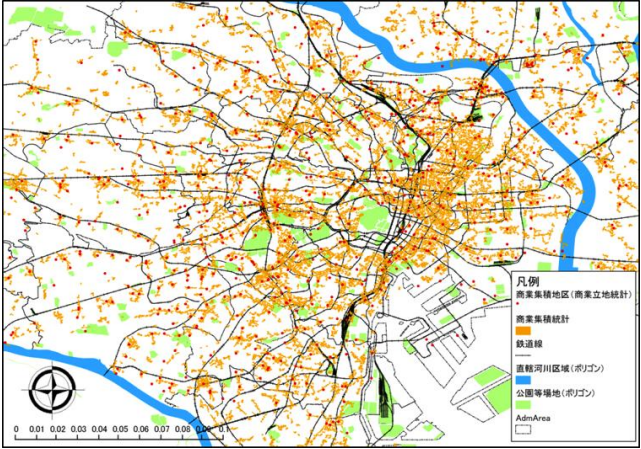 凡例
商業集積地区(商業立地統計)
商業集積統計
鉄道線
直轄河川区域(ポリゴン)
公園等場地(ポリゴン)
AdmArea
0 0.01 0.02 0.03 0.04 0.05 0.06 0.07 0.08 0.09 0.1